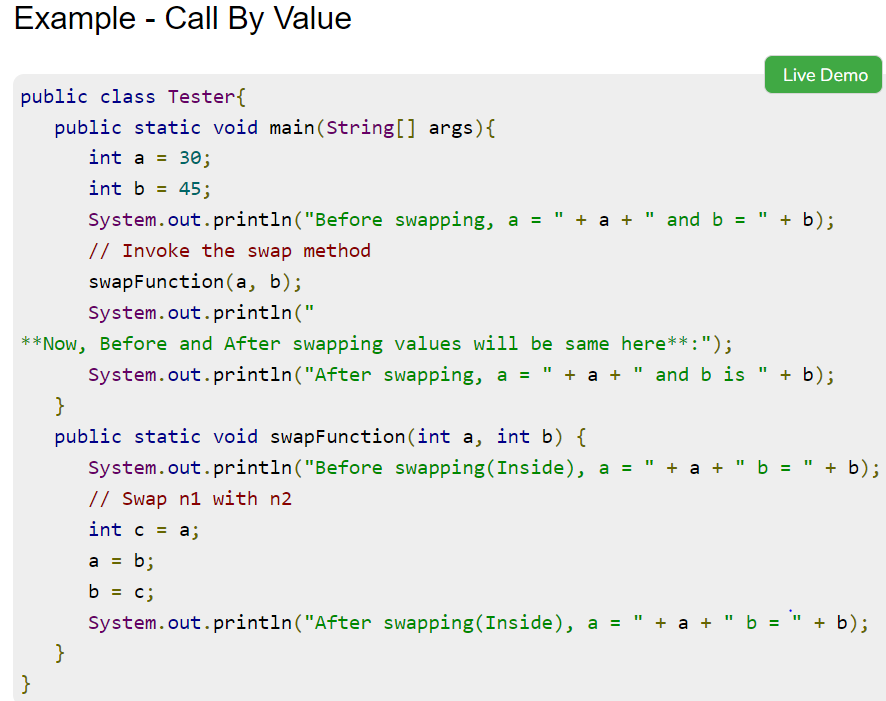 Example - Call By Value
Live Demo
public class Tester{
   public static void main(String[] args){
      int a = 30;
      int b = 45;
      System.out.println("Before swapping, a = " + a + " and b = " + b);
      // Invoke the swap method
      swapFunction(a, b);
      System.out.println("
**Now, Before and After swapping values will be same here**:");
      System.out.println("After swapping, a = " + a + " and b is " + b);
   }
   public static void swapFunction(int a, int b) {
      System.out.println("Before swapping(Inside), a = " + a + " b = " + b);
      // Swap n1 with n2
      int c = a;
      a = b;
      b = c;
      System.out.println("After swapping(Inside), a = " + a + " b = " + b);
   }
}